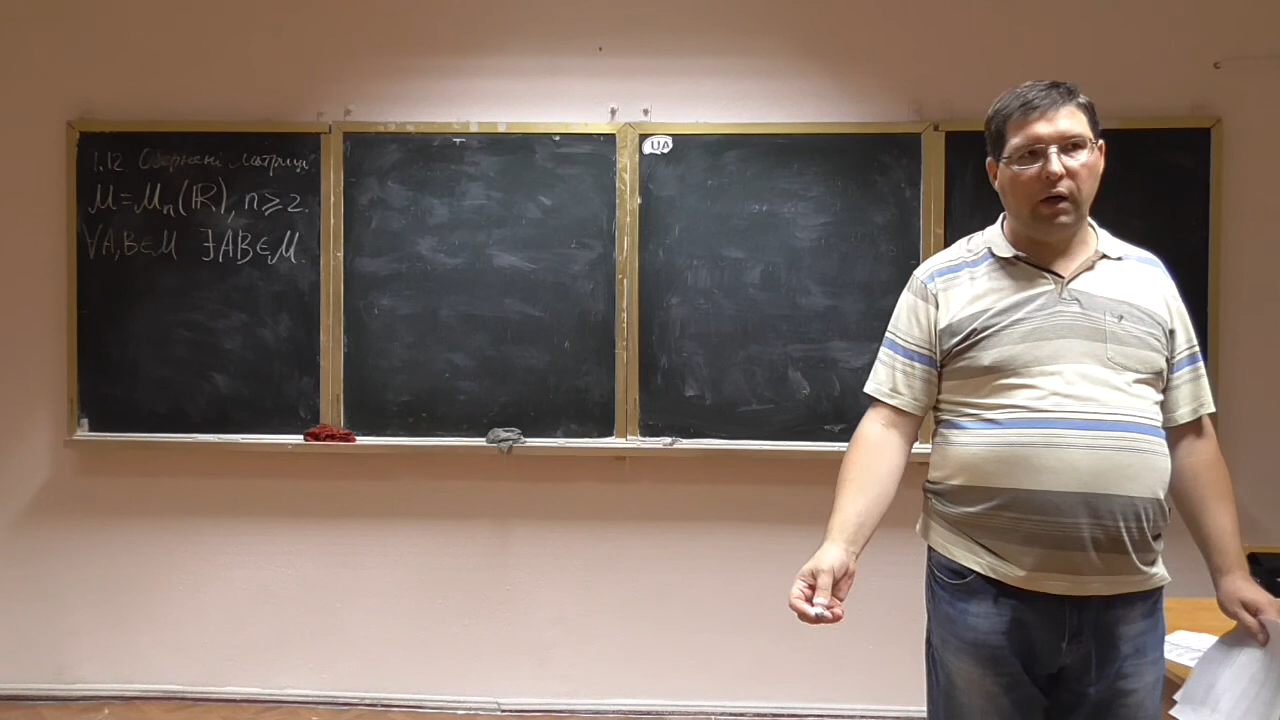 1.12. Обернені матриці.
M=Mₙ(ℝ), n⩾2.
∀A,B∈M ∃AB∈M.
UA